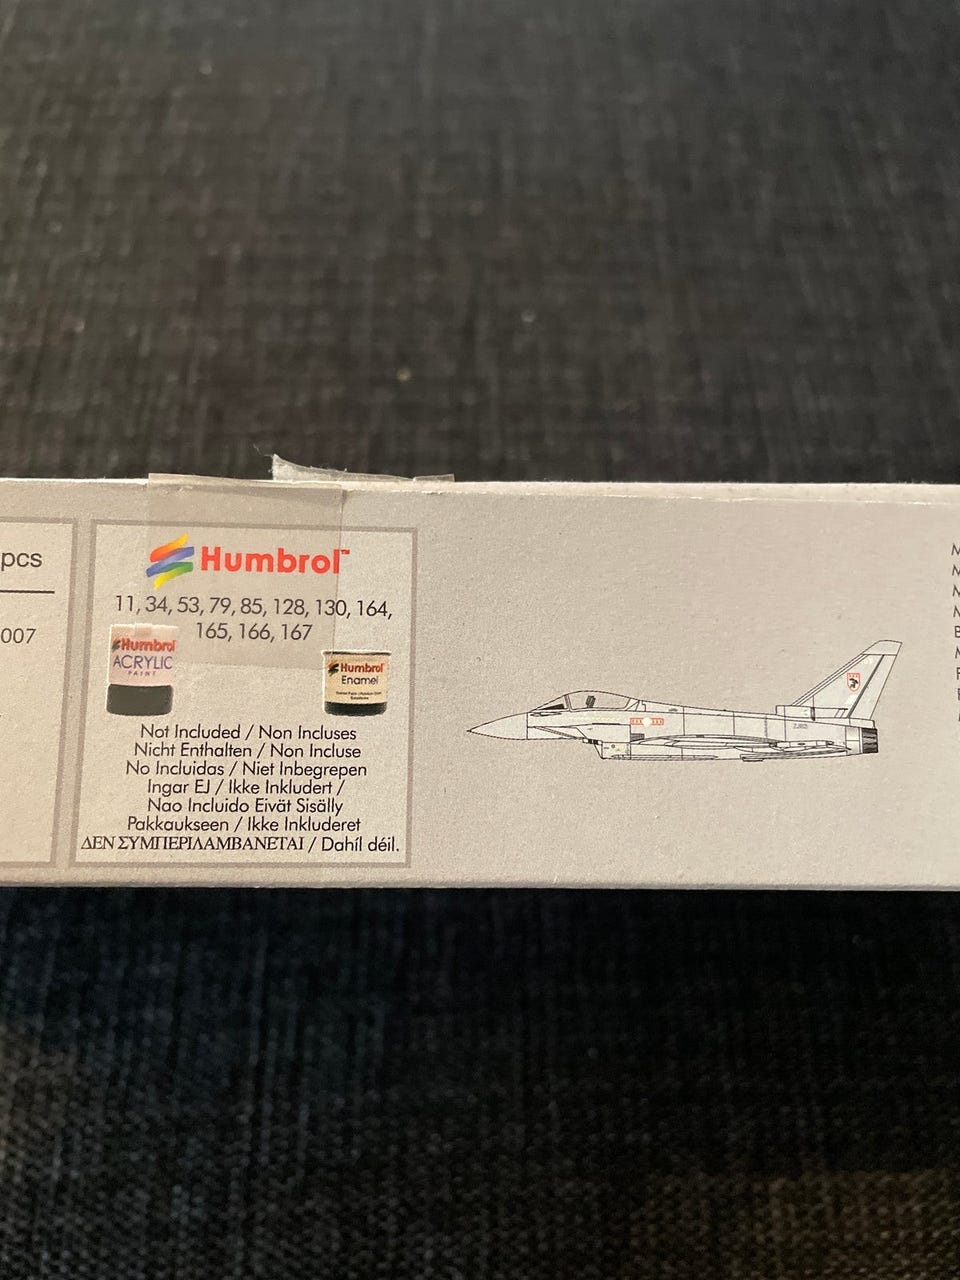 pcs
007
Humbrol™
11, 34, 53, 79, 85, 128, 130, 164,
165, 166, 167
Humbrol
ACRYLIC
PAINT
Humbrol
Enamel
Not Included / Non Incluses
Nicht Enthalten / Non Incluse
No Incluidas / Niet Inbegrepen
Ingar EJ / Ikke Inkludert /
Nao Incluido Eivät Sisälly
Pakkaukseen / Ikke Inkluderet
ΔΕΝ ΣΥΜΠΕΡΙΛΑΜΒΑΝΕΤΑΙ / Dahíl déil.